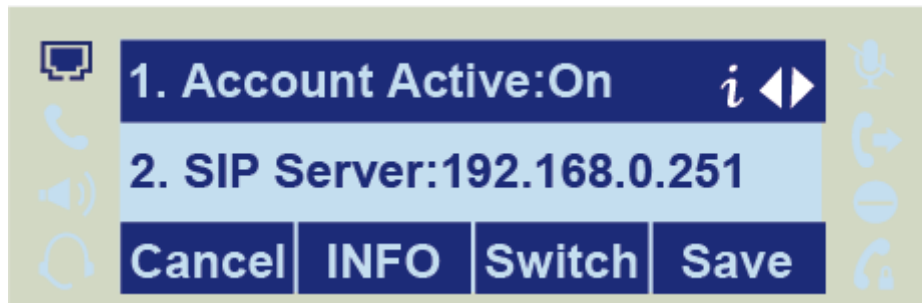 1. Account Active:On i
2. SIP Server:192.168.0.251
Cancel INFO Switch Save